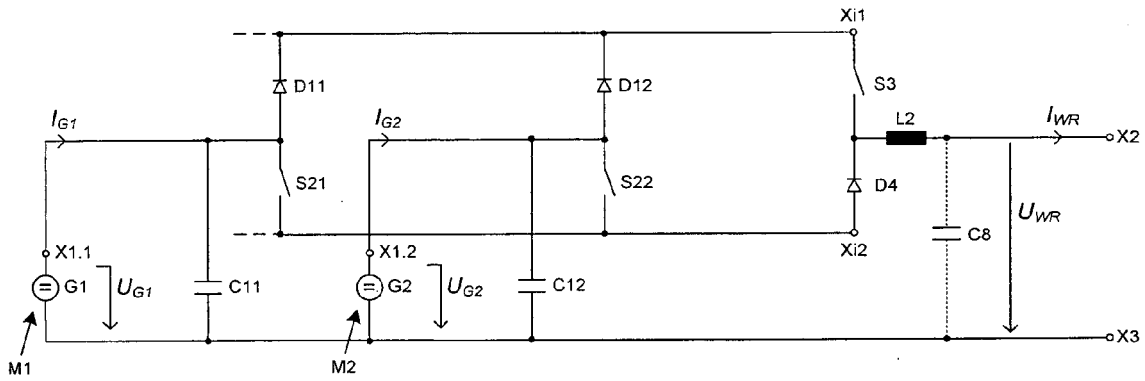 Xi1
D11
D12
S3
I_G1
I_G2
L2
I_WR
X2
S21
S22
D4
U_WR
X1.1
X1.2
Xi2
C8
G1
U_G1
C11
G2
U_G2
C12
X3
M1
M2